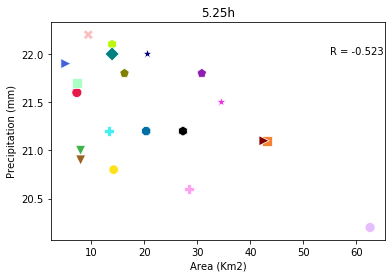 5.25h
R = -0.523
Precipitation (mm)
22.0
21.5
21.0
20.5
10 20 30 40 50 60
Area (Km2)